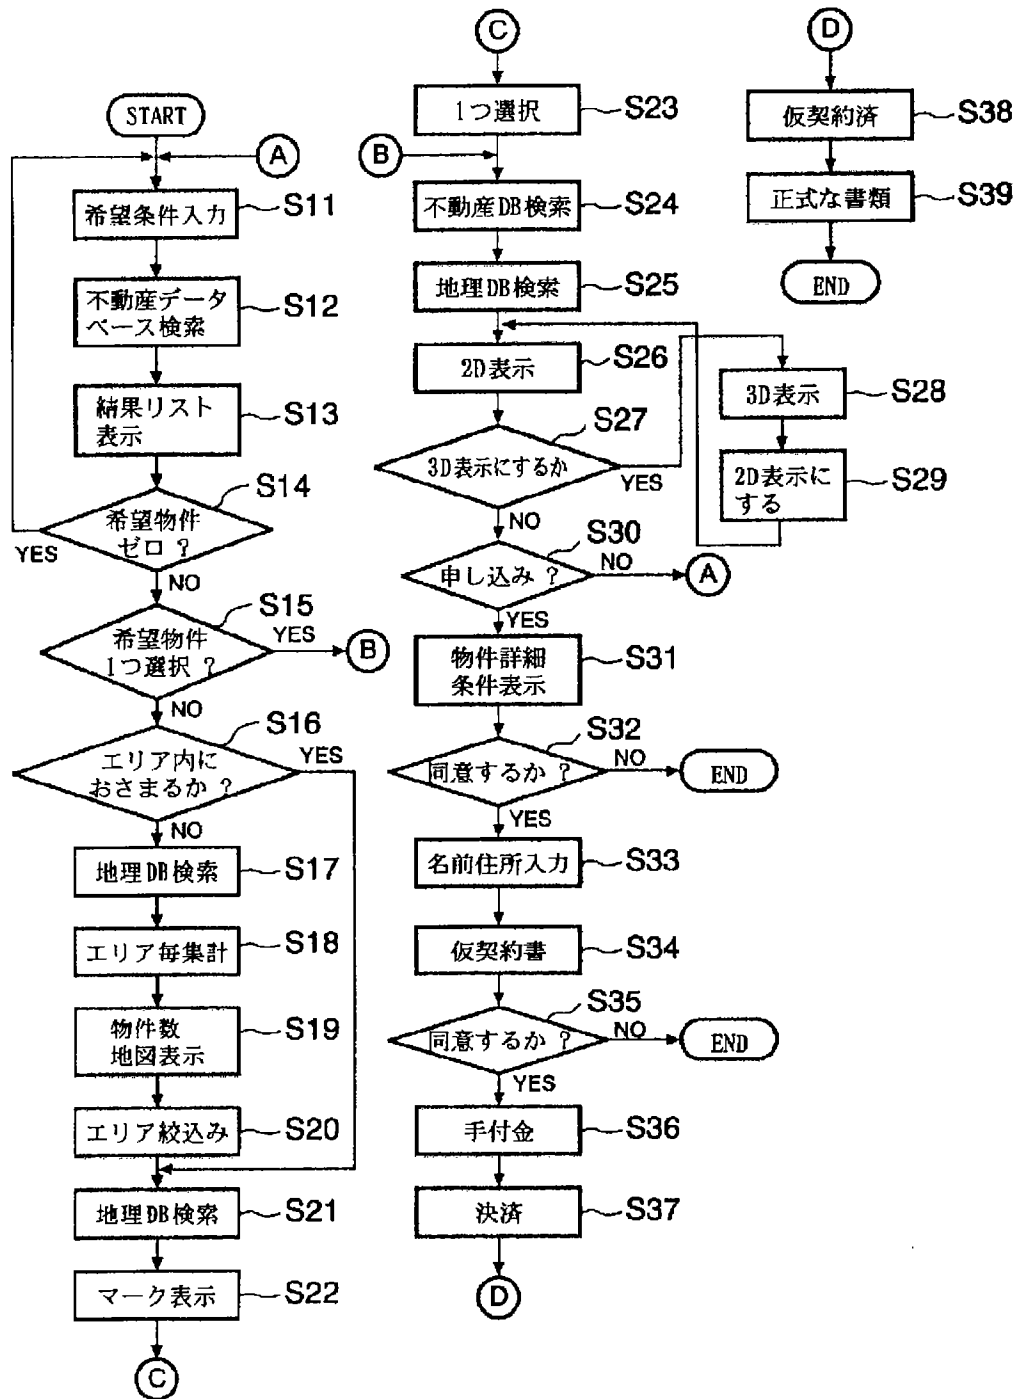 START
A
希望条件入力
S11
不動産データ
ベース検索
S12
結果リスト
表示
S13
S14
希望物件
ゼロ ?
YES
NO
S15
希望物件
1つ選択 ?
YES
B
NO
S16
エリア内に
おさまるか ?
YES
NO
地理DB検索
S17
エリア毎集計
S18
物件数
地図表示
S19
エリア絞込み
S20
地理DB検索
S21
マーク表示
S22
C
C
1つ選択
S23
B
不動産DB検索
S24
地理DB検索
S25
2D表示
S26
S27
3D表示にするか
YES
NO
3D表示
S28
2D表示に
する
S29
S30
申し込み ?
NO
A
YES
物件詳細
条件表示
S31
S32
同意するか ?
NO
END
YES
名前住所入力
S33
仮契約書
S34
S35
同意するか ?
NO
END
YES
手付金
S36
決済
S37
D
D
仮契約済
S38
正式な書類
S39
END